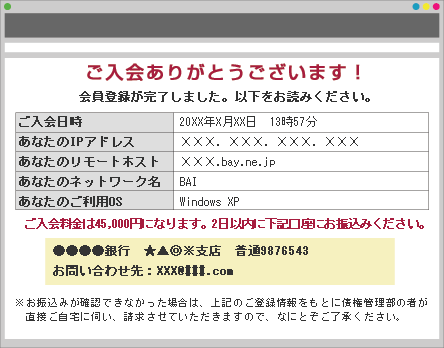 ご入会ありがとうございます！
会員登録が完了しました。以下をお読みください。
ご入会日時 20XX年X月XX日 13時57分
あなたのIPアドレス ×××. ×××. ×××. ×××
あなたのリモートホスト ×××.bay.ne.jp
あなたのネットワーク名 BAI
あなたのご利用OS Windows XP
ご入会料金は45,000円になります。2日以内に下記口座にお振込みください。
●●●●銀行 ★▲◎※支店 普通9876543
お問い合わせ先：XXX@$$$.com
※お振込みが確認できなかった場合は、上記のご登録情報をもとに債権管理部の者が
直接ご自宅に伺い、請求させていただきますので、なにとぞご了承ください。